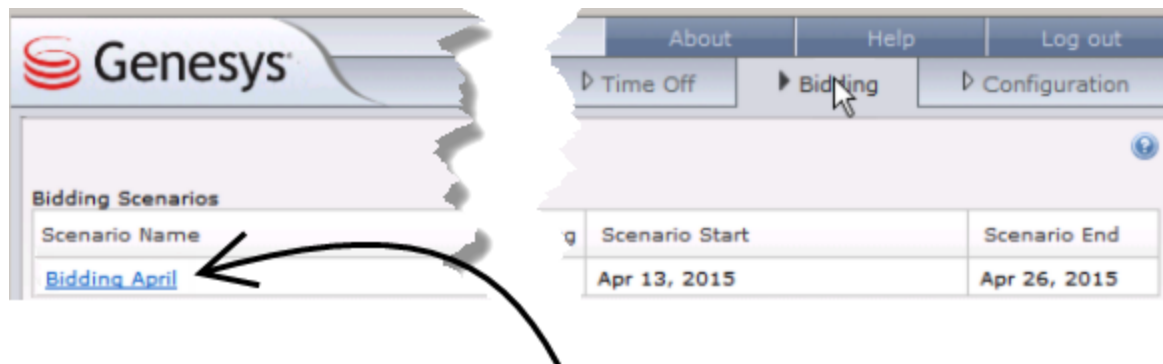 Genesys
About Help Log out
Time Off Bidding Configuration
Bidding Scenarios
Scenario Name g Scenario Start Scenario End
Bidding April Apr 13, 2015 Apr 26, 2015